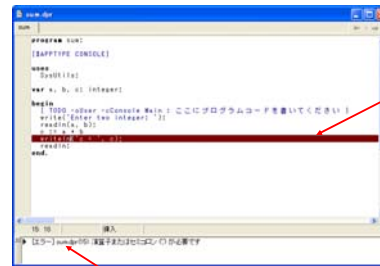 sum.dpr
sum
program sum;
{$APPTYPE CONSOLE}
uses
SysUtils;
var a, b, c: integer;
begin
{ TODO -oUser -cConsole Main : ここにプログラムコードを書いてください }
write('Enter two integer: ');
readln(a, b);
c := a + b
writeln('c = ', c);
readln;
end.
15: 10 挿入
[エラー] sum.dpr(15): 演算子またはセミコロン(;)が必要です